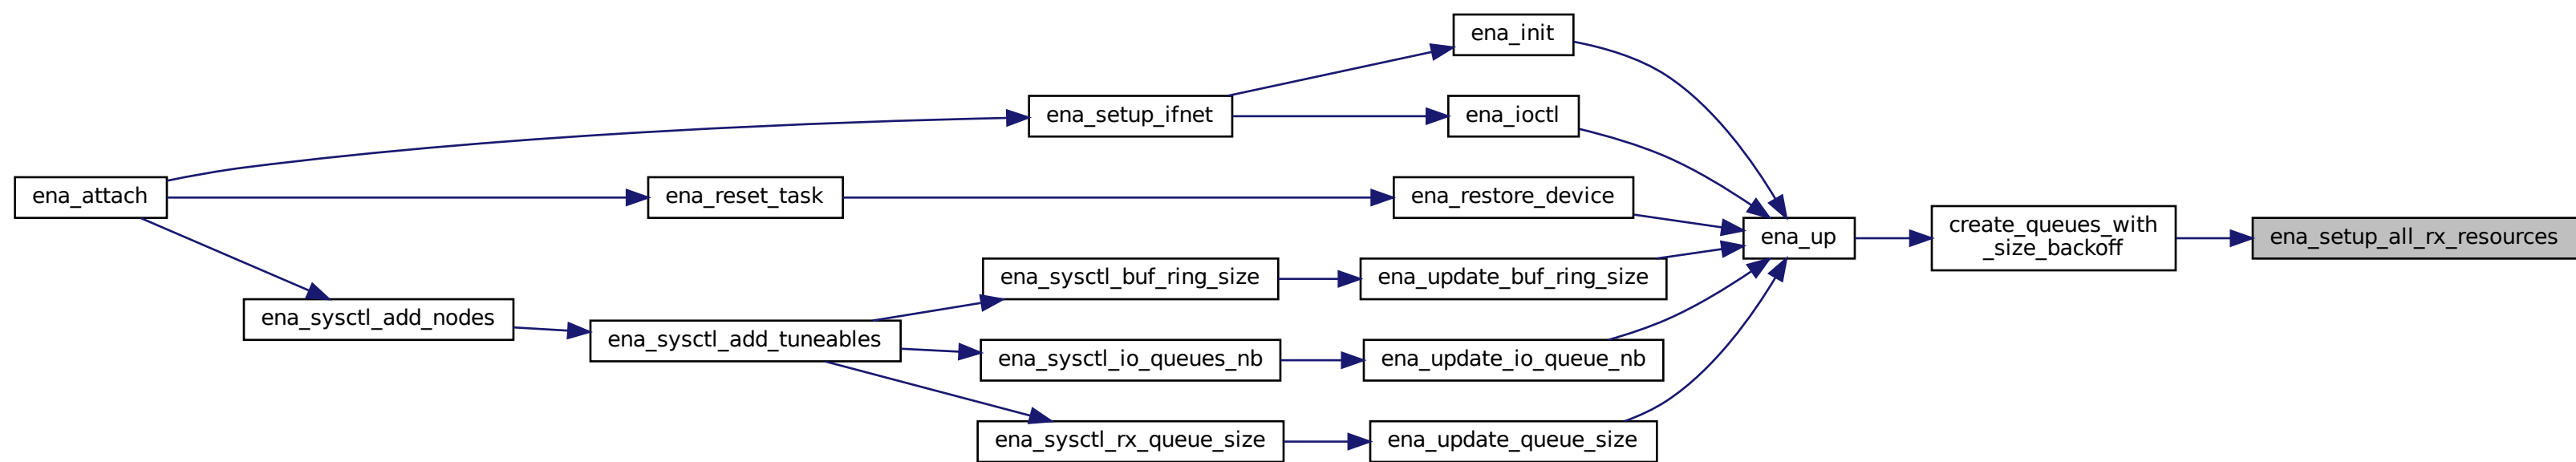 ena_init
ena_setup_ifnet
ena_ioctl
ena_attach
ena_reset_task
ena_restore_device
ena_up
create_queues_with
_size_backoff
ena_setup_all_rx_resources
ena_sysctl_buf_ring_size
ena_update_buf_ring_size
ena_sysctl_add_nodes
ena_sysctl_add_tuneables
ena_sysctl_io_queues_nb
ena_update_io_queue_nb
ena_sysctl_rx_queue_size
ena_update_queue_size